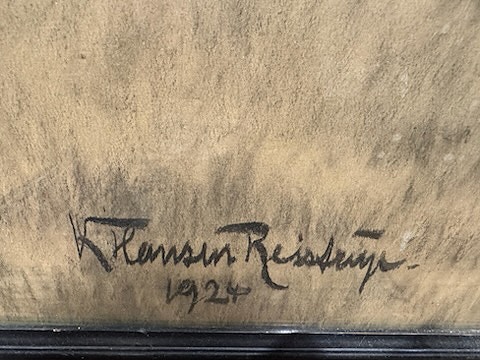 K Hansen Reistrup.
1924